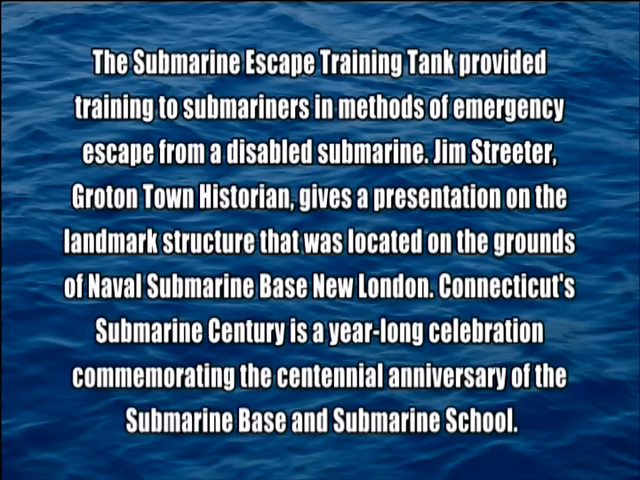 The Submarine Escape Training Tank provided
training to submariners in methods of emergency
escape from a disabled submarine. Jim Streeter,
Groton Town Historian, gives a presentation on the
landmark structure that was located on the grounds
of Naval Submarine Base New London. Connecticut's
Submarine Century is a year-long celebration
commemorating the centennial anniversary of the
Submarine Base and Submarine School.